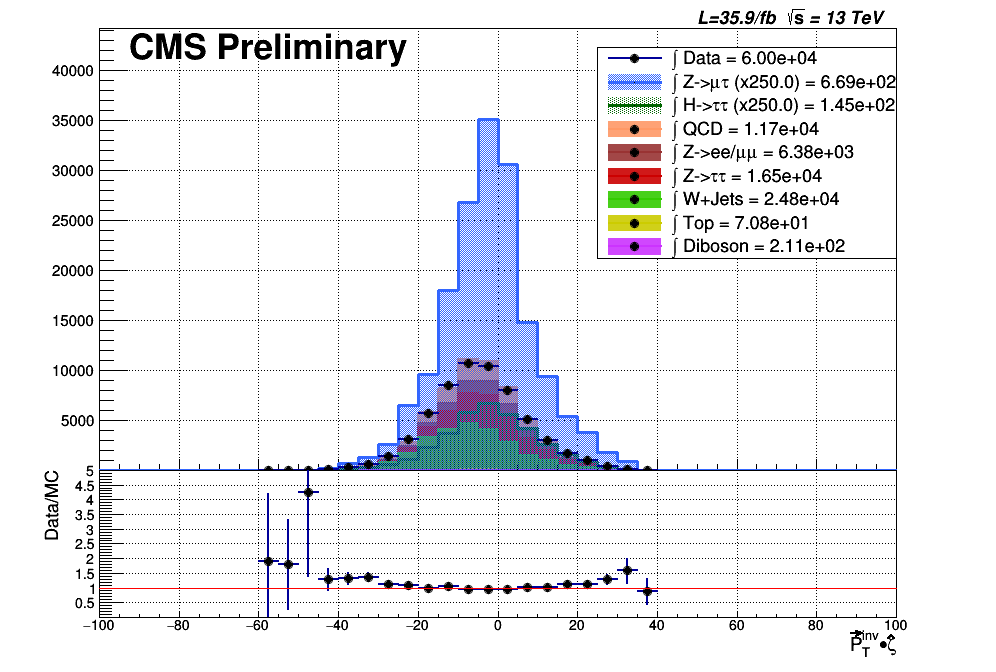 L=35.9/fb √s = 13 TeV
CMS Preliminary
∫ Data = 6.00e+04
∫ Z->μτ (x250.0) = 6.69e+02
∫ H->ττ (x250.0) = 1.45e+02
∫ QCD = 1.17e+04
∫ Z->ee/μμ = 6.38e+03
∫ Z->ττ = 1.65e+04
∫ W+Jets = 2.48e+04
∫ Top = 7.08e+01
∫ Diboson = 2.11e+02
40000
35000
30000
25000
20000
15000
10000
5000
Data/MC
5
4.5
4
3.5
3
2.5
2
1.5
1
0.5
−100 −80 −60 −40 −20 0 20 40 60 80 100
P⃗_T^inv •ζ̂